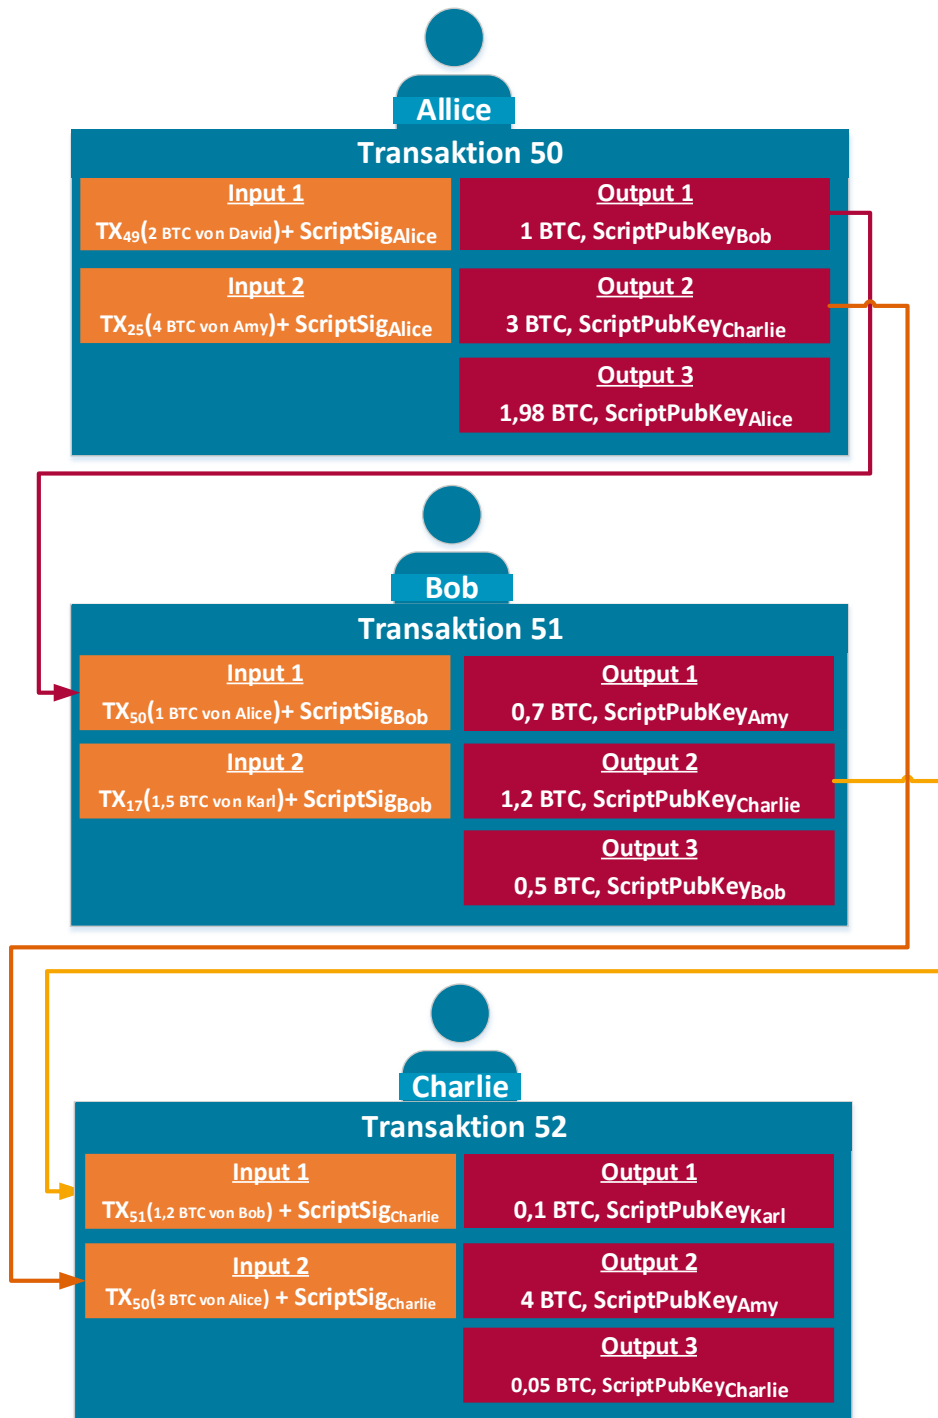 Allice
Transaktion 50
Input 1
TX49(2 BTC von David)+ ScriptSigAlice
Output 1
1 BTC, ScriptPubKeyBob
Input 2
TX25(4 BTC von Amy)+ ScriptSigAlice
Output 2
3 BTC, ScriptPubKeyCharlie
Output 3
1,98 BTC, ScriptPubKeyAlice
Bob
Transaktion 51
Input 1
TX50(1 BTC von Alice)+ ScriptSigBob
Output 1
0,7 BTC, ScriptPubKeyAmy
Input 2
TX17(1,5 BTC von Karl)+ ScriptSigBob
Output 2
1,2 BTC, ScriptPubKeyCharlie
Output 3
0,5 BTC, ScriptPubKeyBob
Charlie
Transaktion 52
Input 1
TX51(1,2 BTC von Bob) + ScriptSigCharlie
Output 1
0,1 BTC, ScriptPubKeyKarl
Input 2
TX50(3 BTC von Alice) + ScriptSigCharlie
Output 2
4 BTC, ScriptPubKeyAmy
Output 3
0,05 BTC, ScriptPubKeyCharlie